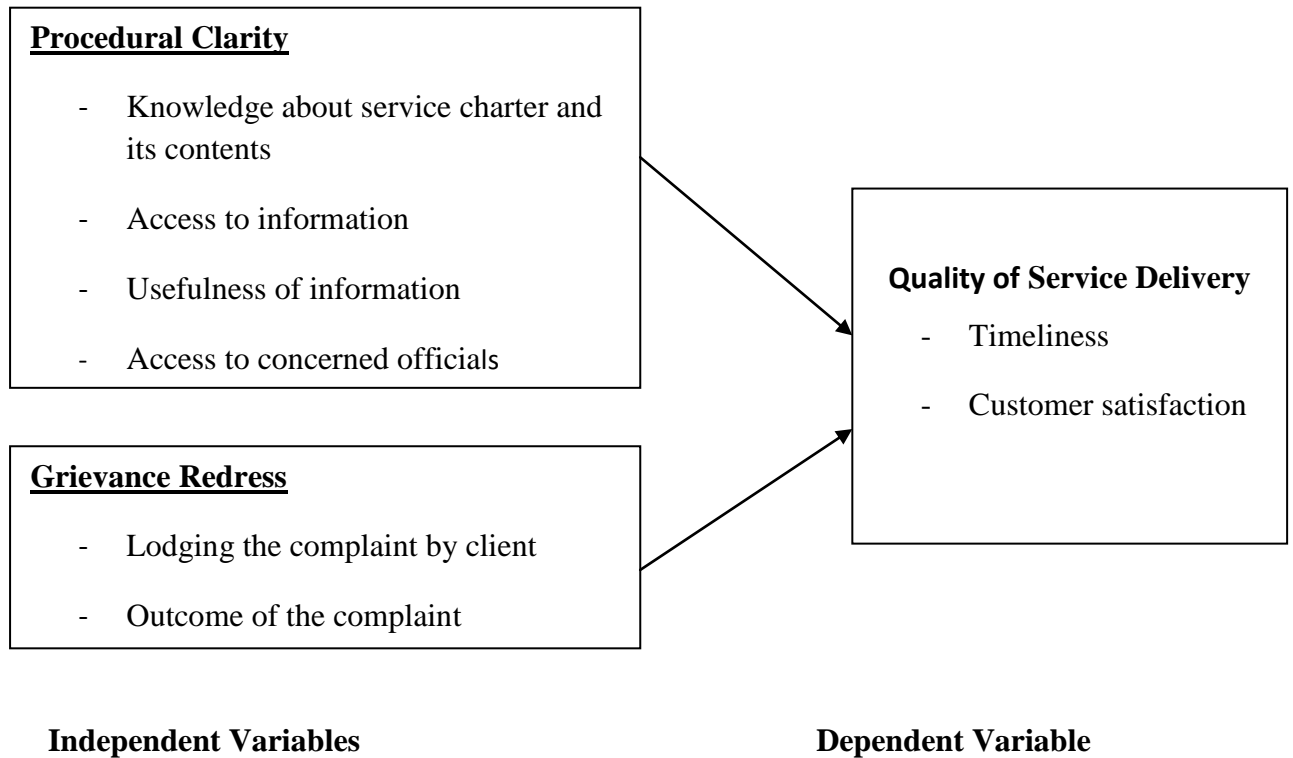 Procedural Clarity
- Knowledge about service charter and
its contents
- Access to information
- Usefulness of information
- Access to concerned officials
Grievance Redress
- Lodging the complaint by client
- Outcome of the complaint
Quality of Service Delivery
- Timeliness
- Customer satisfaction
Independent Variables
Dependent Variable